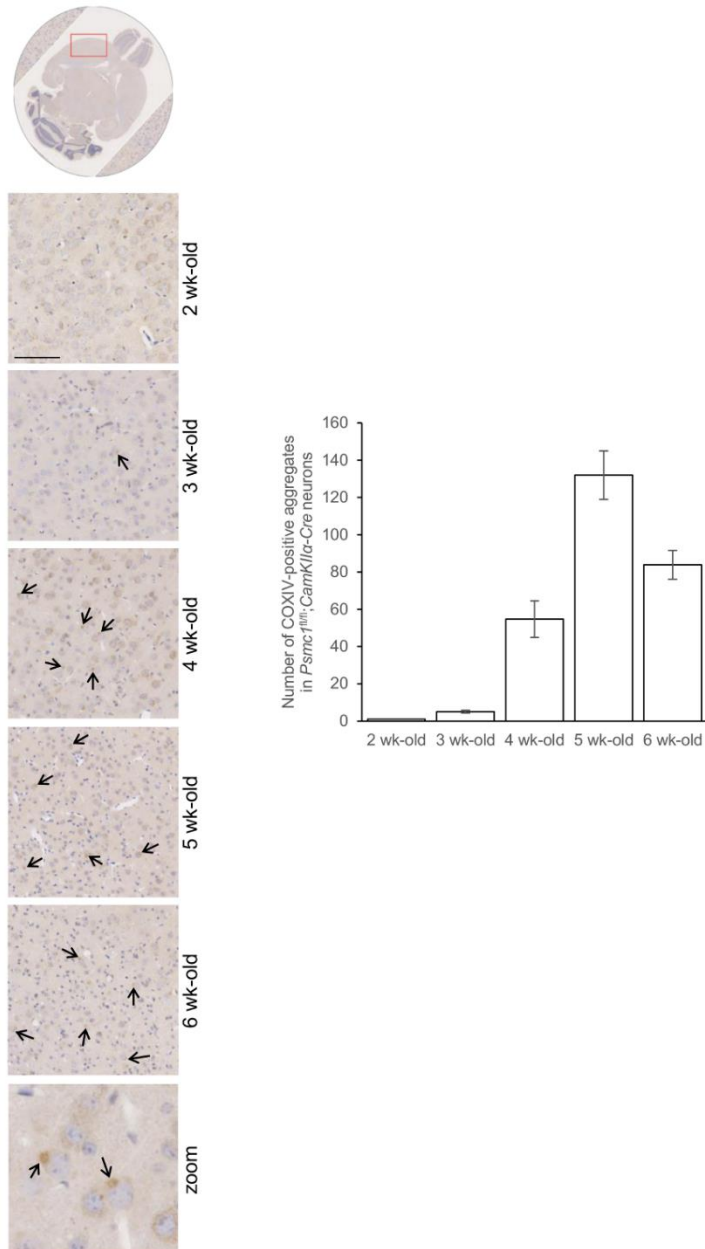 2 wk-old
3 wk-old
4 wk-old
5 wk-old
6 wk-old
zoom
Number of COXIV-positive aggregates
in Psmc1fl/fl;CamKIIα-Cre neurons
160
140
120
100
80
60
40
20
0
2 wk-old 3 wk-old 4 wk-old 5 wk-old 6 wk-old